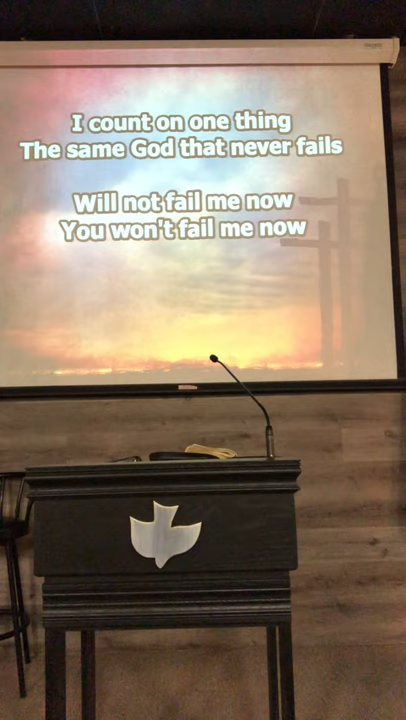 I count on one thing
The same God that never fails
Will not fail me now
You won't fail me now